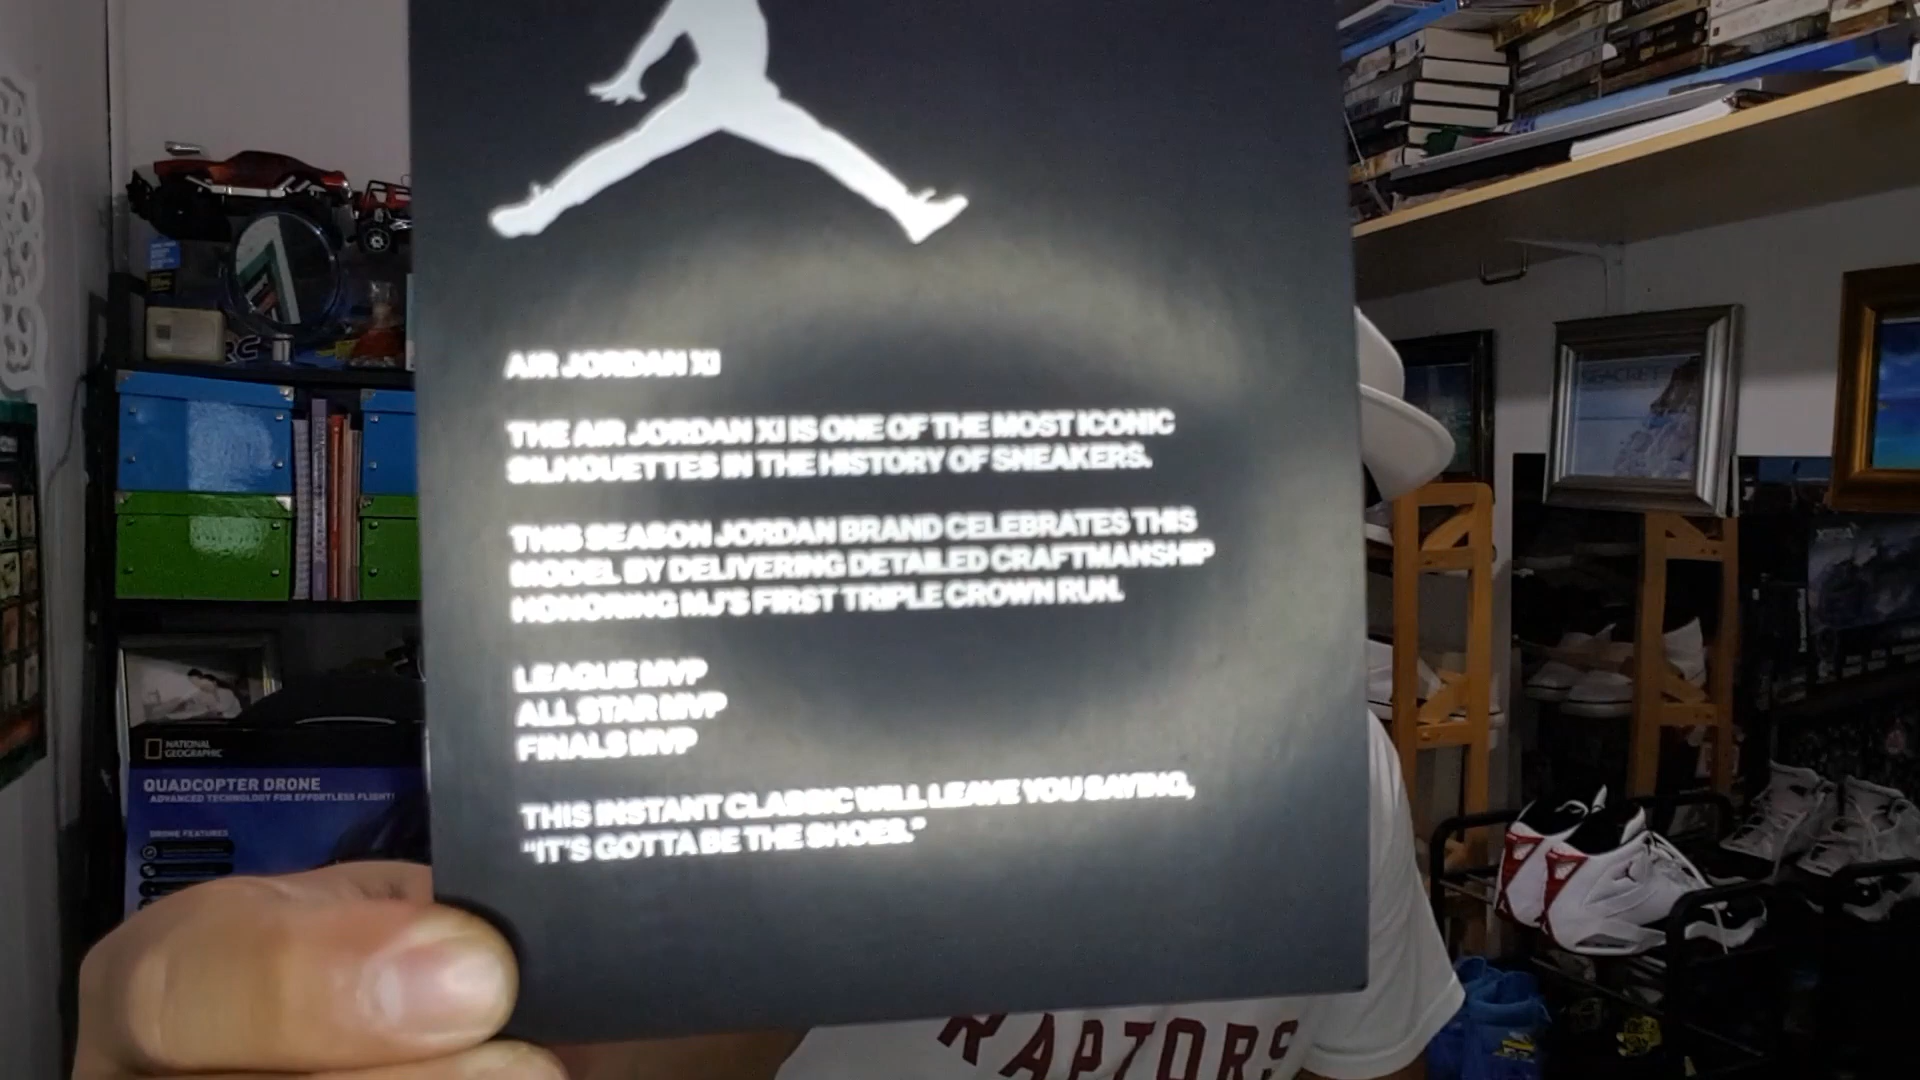 AIR JORDAN XI
THE AIR JORDAN XI IS ONE OF THE MOST ICONIC
SILHOUETTES IN THE HISTORY OF SNEAKERS.
THIS SEASON JORDAN BRAND CELEBRATES THIS
MODEL BY DELIVERING DETAILED CRAFTMANSHIP
HONORING MJ'S FIRST TRIPLE CROWN RUN.
LEAGUE MVP
ALL STAR MVP
FINALS MVP
THIS INSTANT CLASSIC WILL LEAVE YOU SAYING,
"IT'S GOTTA BE THE SHOES."
NATIONAL
GEOGRAPHIC
QUADCOPTER DRONE
ADVANCED TECHNOLOGY FOR EFFORTLESS FLIGHT!
DRONE FEATURES
RAPTORS